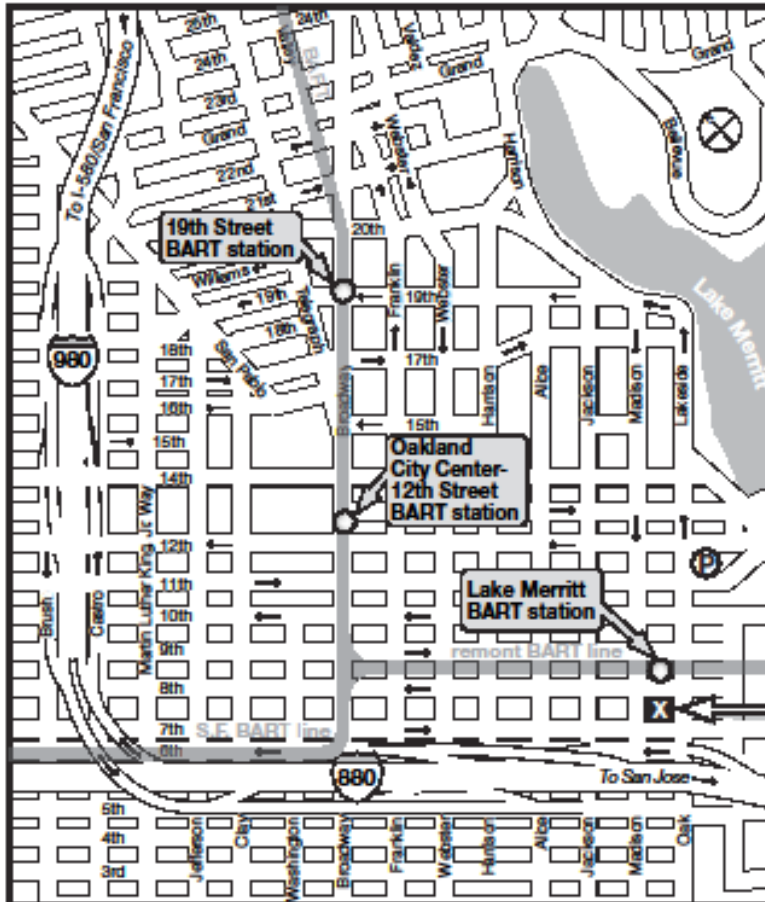 24th
25th
24th
Valley
BART
Valdez
Grand
Grand
23rd
Grand
Webster
Harrison
Bellevue
To I-580/San Francisco
22nd
21st
20th
19th Street
BART station
Williams
19th
Telegraph
18th
Franklin
19th
Webster
Lake Merritt
980
18th
San Pablo
17th
17th
16th
Broadway
Harrison
Alice
Jackson
Madison
Lakeside
15th
15th
Oakland
City Center-
12th Street
BART station
14th
Martin Luther King, Jr. Way
12th
P
11th
Lake Merritt
BART station
10th
Brush
Castro
9th
remont BART line
8th
X
7th
S.F. BART line
6th
880
To San Jose
5th
4th
3rd
Jefferson
Clay
Washington
Broadway
Franklin
Webster
Harrison
Alice
Jackson
Madison
Oak